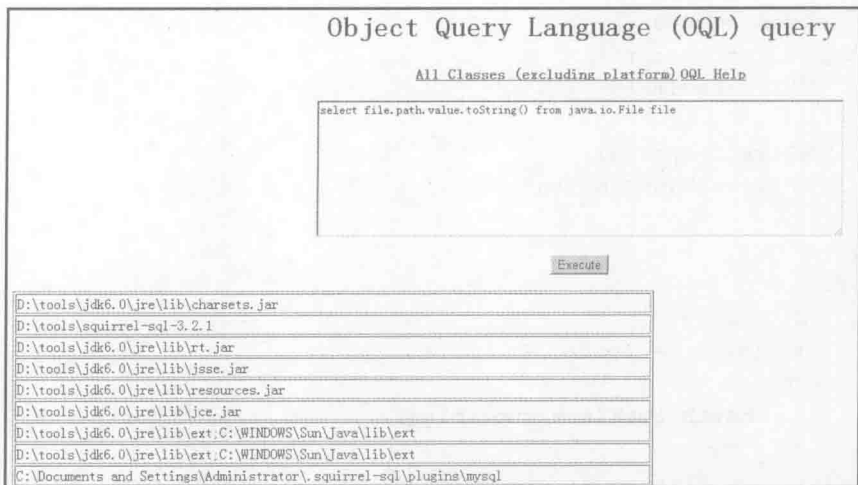 Object Query Language (OQL) query
All Classes (excluding platform) OQL Help
select file.path.value.toString() from java.io.File file
Execute
D:\tools\jdk6.0\jre\lib\charsets.jar
D:\tools\squirrel-sql-3.2.1
D:\tools\jdk6.0\jre\lib\rt.jar
D:\tools\jdk6.0\jre\lib\jsse.jar
D:\tools\jdk6.0\jre\lib\resources.jar
D:\tools\jdk6.0\jre\lib\jce.jar
D:\tools\jdk6.0\jre\lib\ext;C:\WINDOWS\Sun\Java\lib\ext
D:\tools\jdk6.0\jre\lib\ext;C:\WINDOWS\Sun\Java\lib\ext
C:\Documents and Settings\Administrator\.squirrel-sql\plugins\mysql